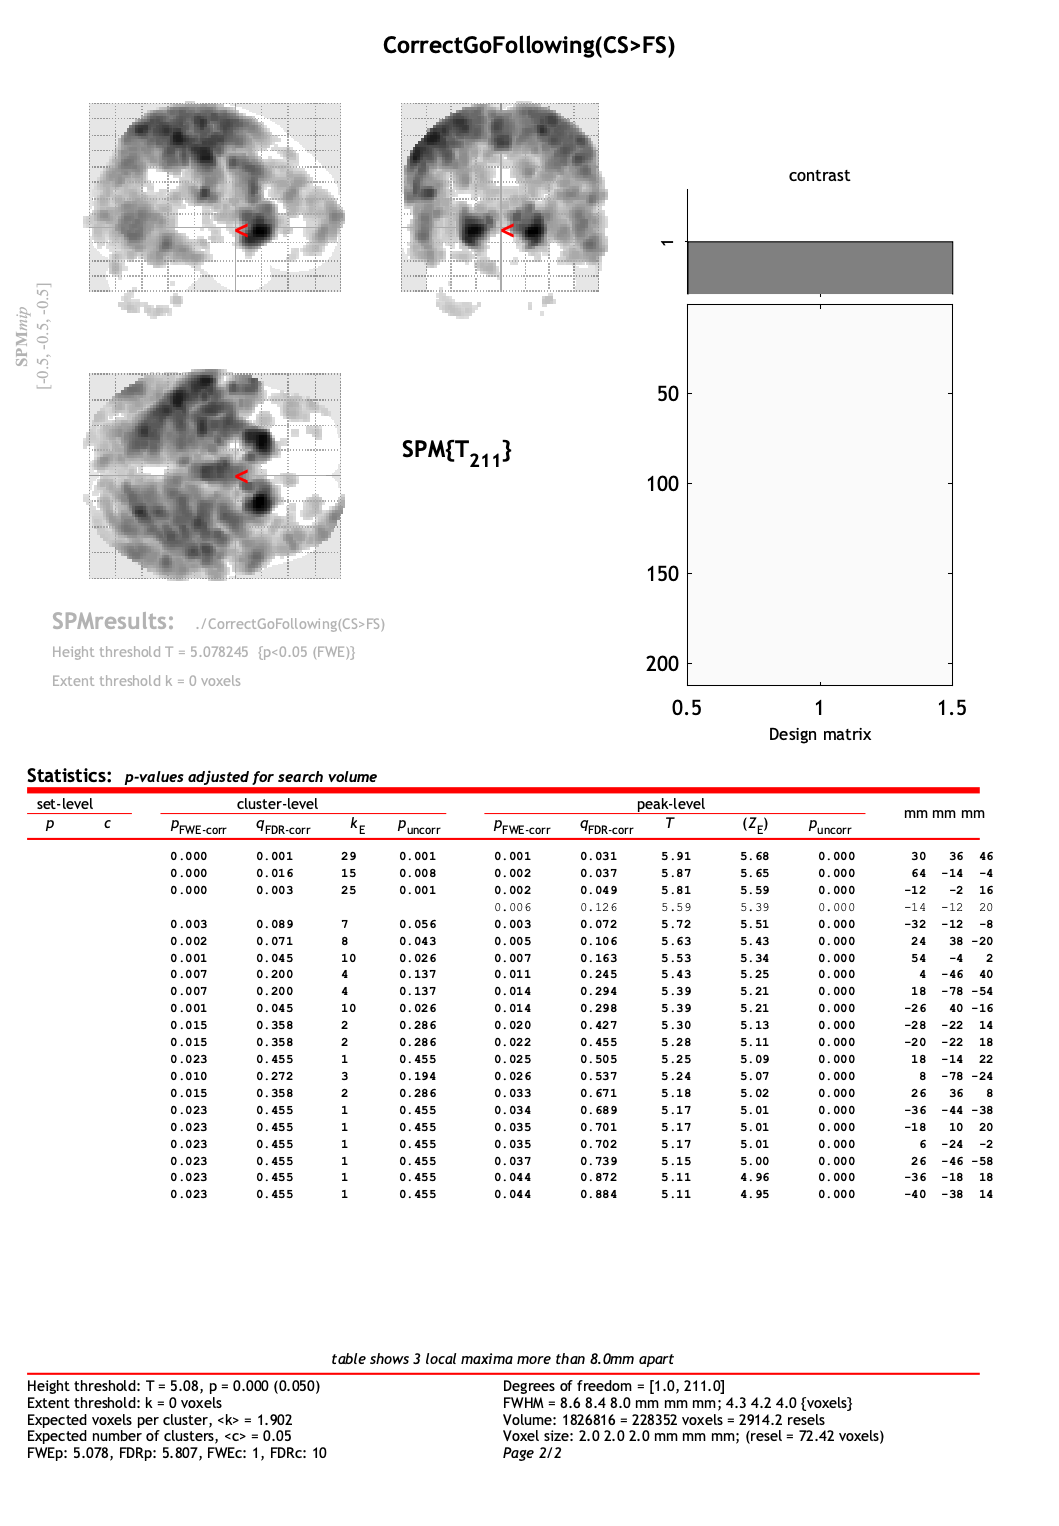 CorrectGoFollowing(CS>FS)
<
<
<
SPMmip
[-0.5, -0.5, -0.5]
SPM{T211}
contrast
1
50
100
150
200
0.5 1 1.5
Design matrix
SPMresults: ./CorrectGoFollowing(CS>FS)
Height threshold T = 5.078245 {p<0.05 (FWE)}
Extent threshold k = 0 voxels
Statistics: p-values adjusted for search volume
set-level cluster-level peak-level mm mm mm
p c pFWE-corr qFDR-corr kE puncorr pFWE-corr qFDR-corr T (ZE) puncorr
0.000 0.001 29 0.001 0.001 0.031 5.91 5.68 0.000 30 36 46
0.000 0.016 15 0.008 0.002 0.037 5.87 5.65 0.000 64 -14 -4
0.000 0.003 25 0.001 0.002 0.049 5.81 5.59 0.000 -12 -2 16
0.006 0.126 5.59 5.39 0.000 -14 -12 20
0.003 0.089 7 0.056 0.003 0.072 5.72 5.51 0.000 -32 -12 -8
0.002 0.071 8 0.043 0.005 0.106 5.63 5.43 0.000 24 38 -20
0.001 0.045 10 0.026 0.007 0.163 5.53 5.34 0.000 54 -4 2
0.007 0.200 4 0.137 0.011 0.245 5.43 5.25 0.000 4 -46 40
0.007 0.200 4 0.137 0.014 0.294 5.39 5.21 0.000 18 -78 -54
0.001 0.045 10 0.026 0.014 0.298 5.39 5.21 0.000 -26 40 -16
0.015 0.358 2 0.286 0.020 0.427 5.30 5.13 0.000 -28 -22 14
0.015 0.358 2 0.286 0.022 0.455 5.28 5.11 0.000 -20 -22 18
0.023 0.455 1 0.455 0.025 0.505 5.25 5.09 0.000 18 -14 22
0.010 0.272 3 0.194 0.026 0.537 5.24 5.07 0.000 8 -78 -24
0.015 0.358 2 0.286 0.033 0.671 5.18 5.02 0.000 26 36 8
0.023 0.455 1 0.455 0.034 0.689 5.17 5.01 0.000 -36 -44 -38
0.023 0.455 1 0.455 0.035 0.701 5.17 5.01 0.000 -18 10 20
0.023 0.455 1 0.455 0.035 0.702 5.17 5.01 0.000 6 -24 -2
0.023 0.455 1 0.455 0.037 0.739 5.15 5.00 0.000 26 -46 -58
0.023 0.455 1 0.455 0.044 0.872 5.11 4.96 0.000 -36 -18 18
0.023 0.455 1 0.455 0.044 0.884 5.11 4.95 0.000 -40 -38 14
table shows 3 local maxima more than 8.0mm apart
Height threshold: T = 5.08, p = 0.000 (0.050)
Extent threshold: k = 0 voxels
Expected voxels per cluster, <k> = 1.902
Expected number of clusters, <c> = 0.05
FWEp: 5.078, FDRp: 5.807, FWEc: 1, FDRc: 10
Degrees of freedom = [1.0, 211.0]
FWHM = 8.6 8.4 8.0 mm mm mm; 4.3 4.2 4.0 {voxels}
Volume: 1826816 = 228352 voxels = 2914.2 resels
Voxel size: 2.0 2.0 2.0 mm mm mm; (resel = 72.42 voxels)
Page 2/2